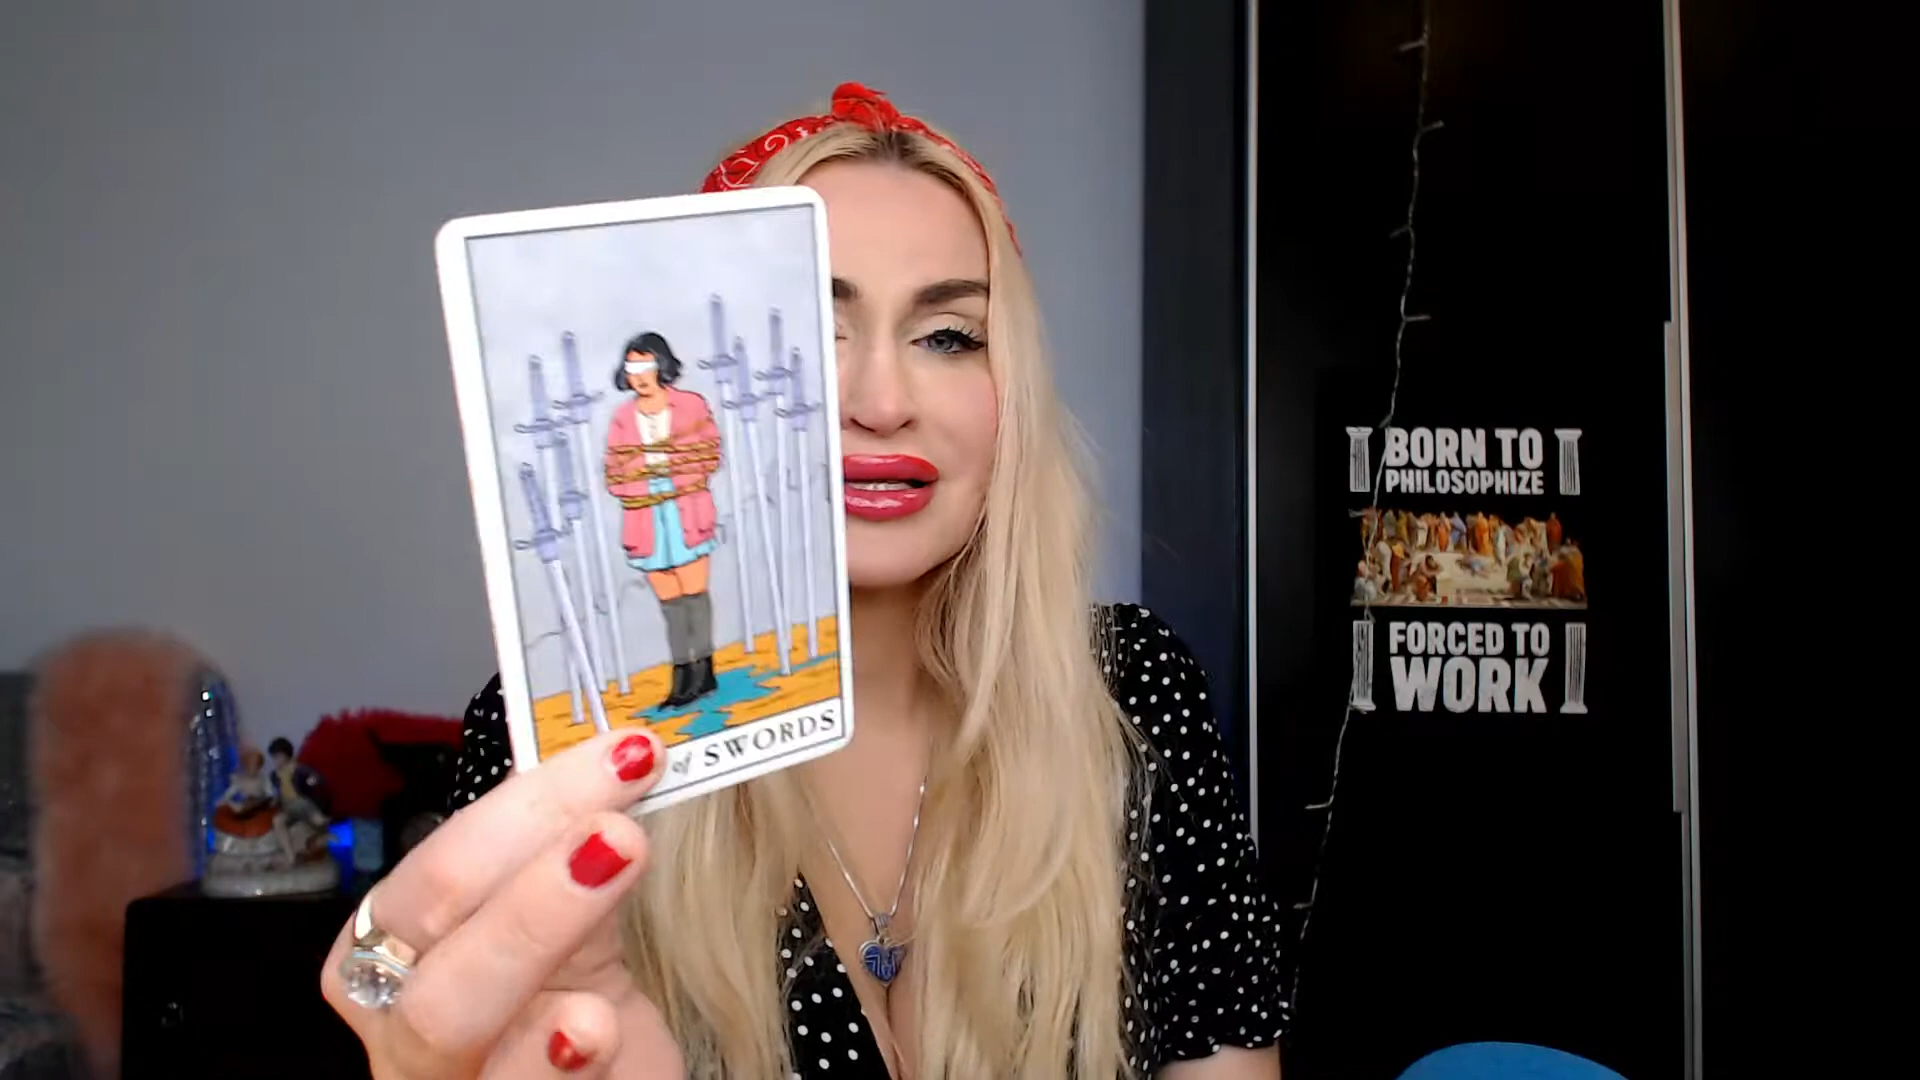 of SWORDS
BORN TO
PHILOSOPHIZE
FORCED TO
WORK